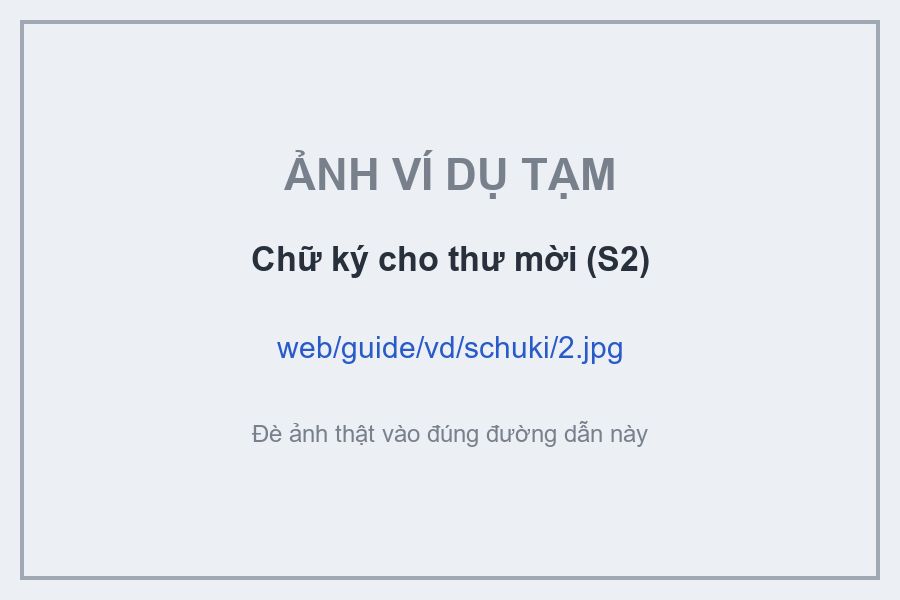 ẢNH VÍ DỤ TẠM
Chữ ký cho thư mời (S2)
web/guide/vd/schuki/2.jpg
Đè ảnh thật vào đúng đường dẫn này